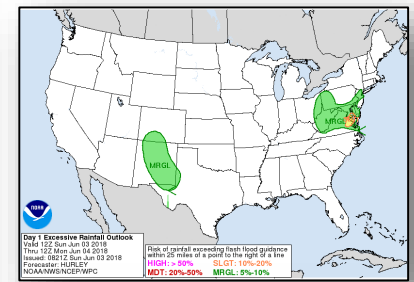 MRGL
MRGL
NOAA
Day 1 Excessive Rainfall Outlook
Valid 12Z Sun Jun 03 2018
Thru 12Z Mon Jun 04 2018
Issued: 0821Z Sun Jun 03 2018
Forecaster: HURLEY
NOAA/NWS/NCEP/WPC
Risk of rainfall exceeding flash flood guidance
within 25 miles of a point to the right of a line
HIGH: > 50% SLGT: 10%-20%
MDT: 20%-50% MRGL: 5%-10%